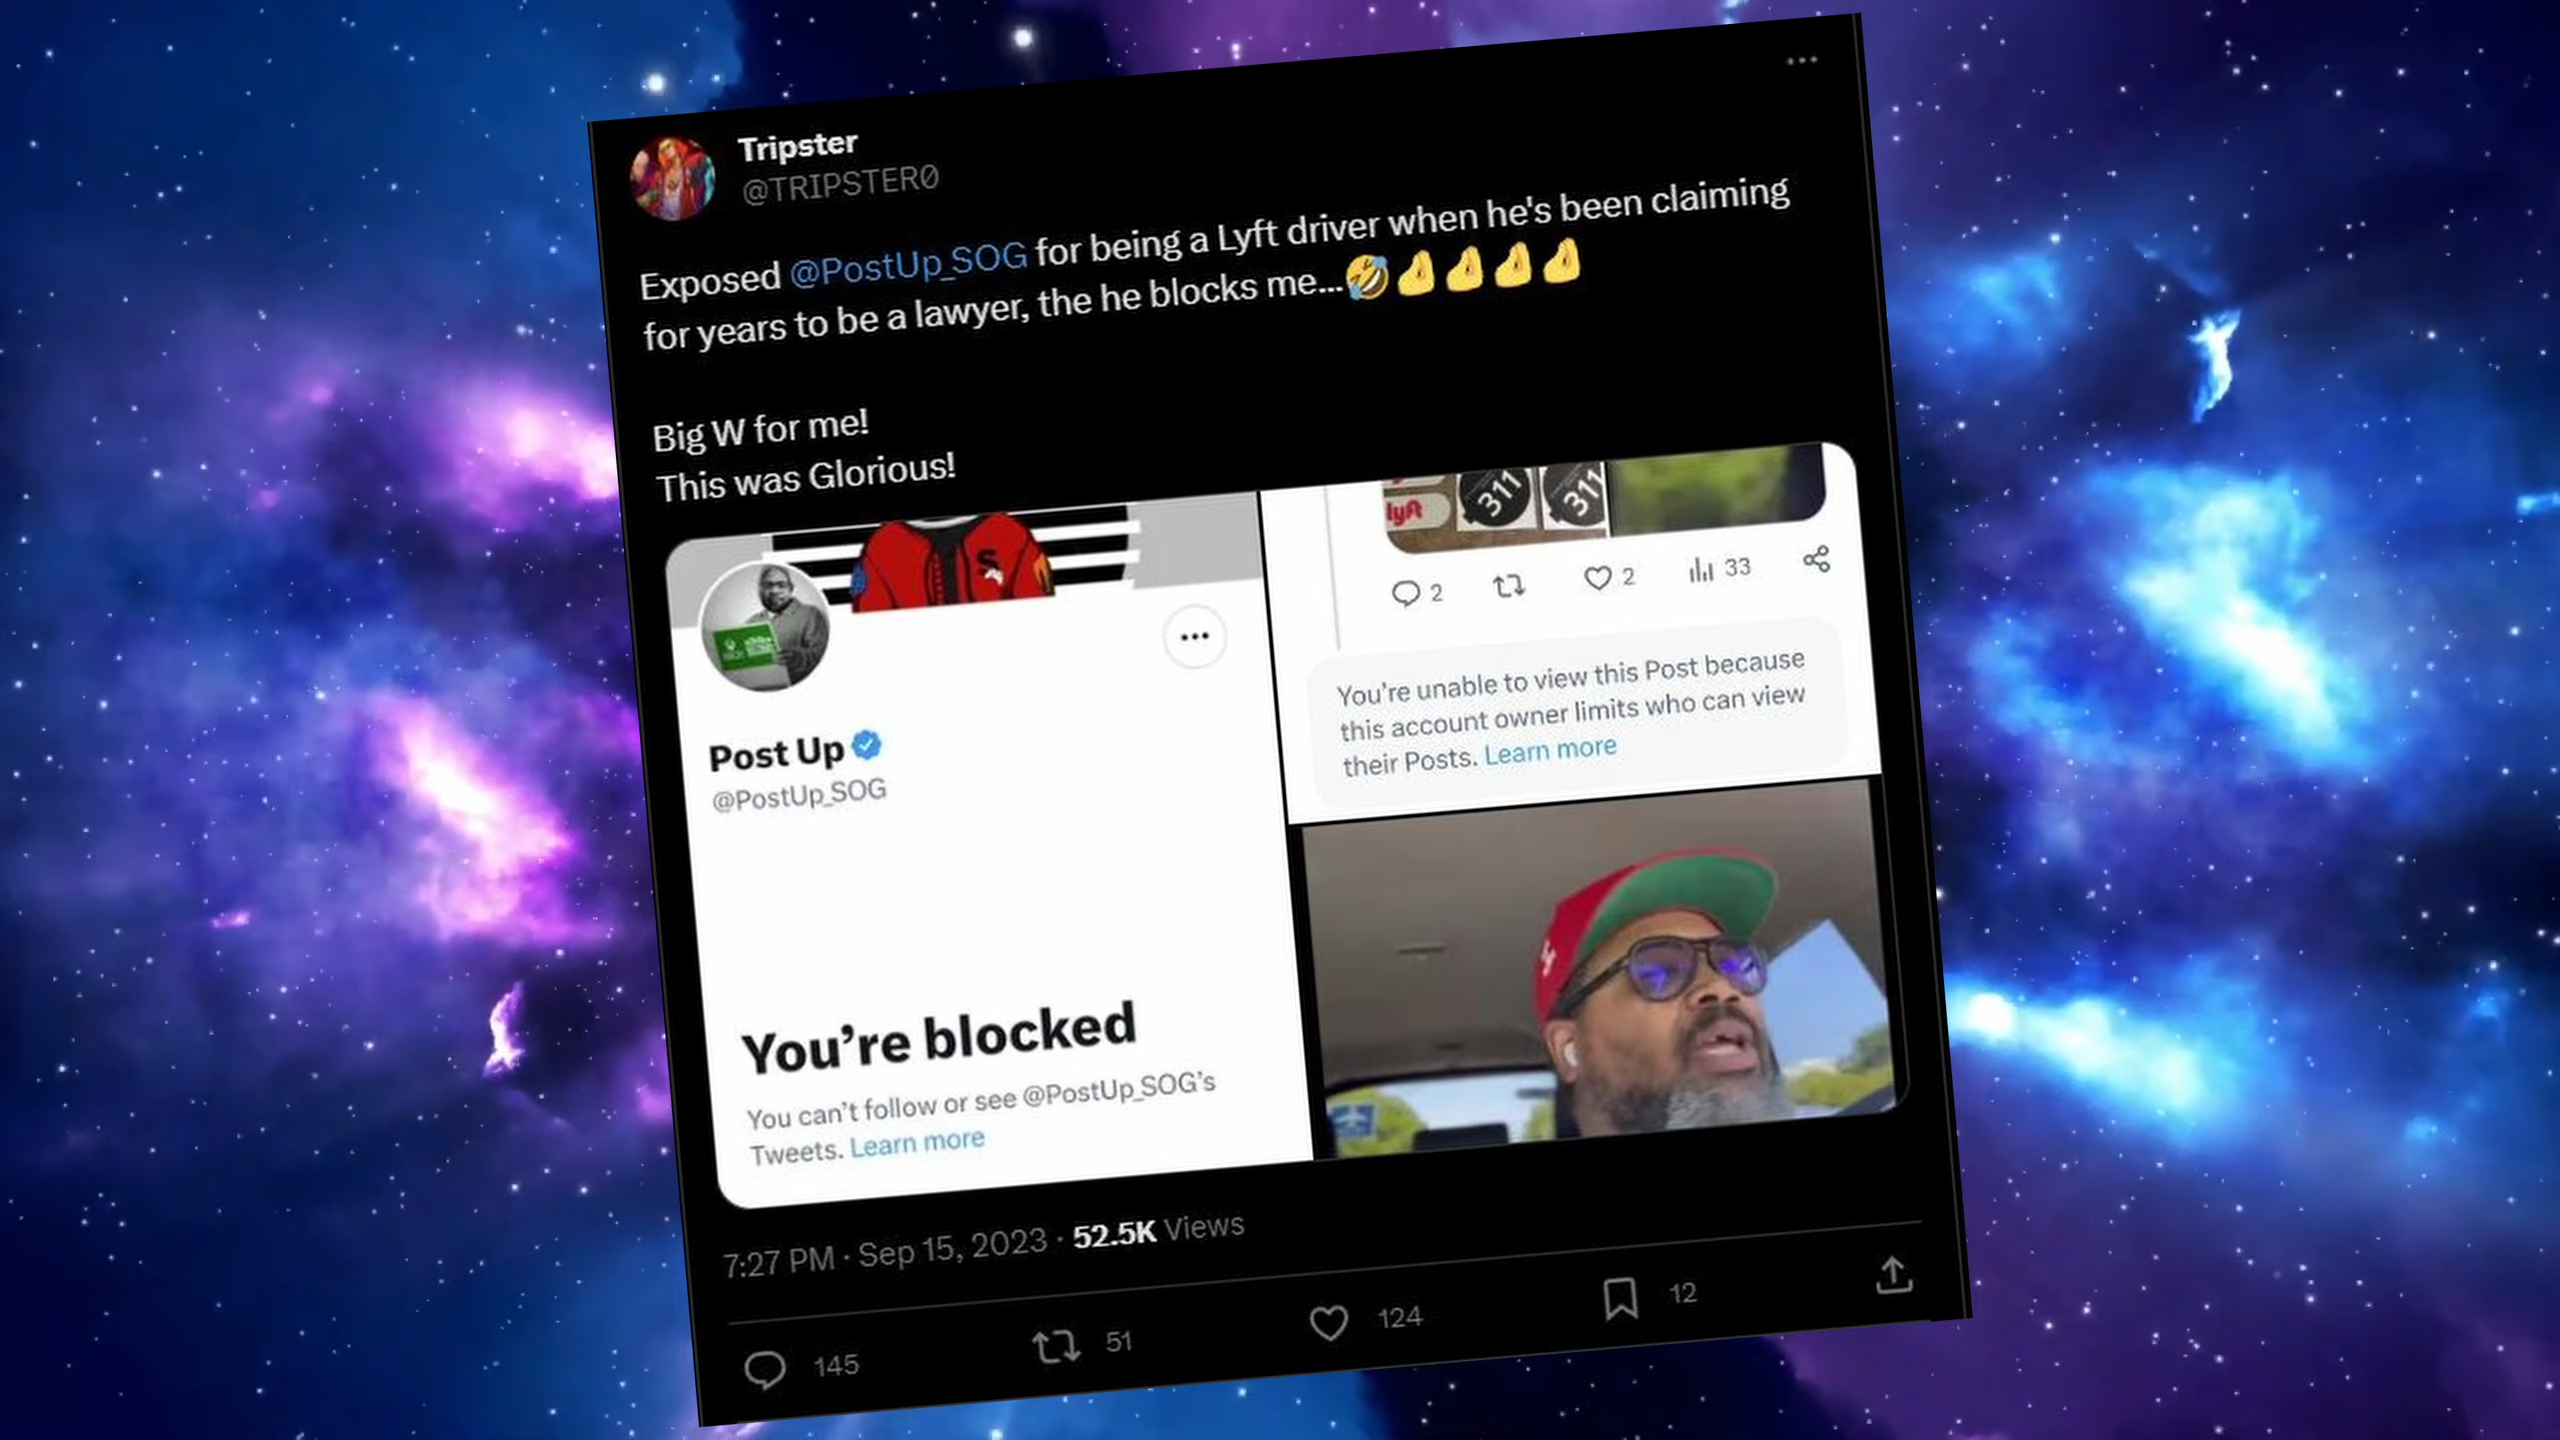 Tripster
@TRIPSTER0
Exposed @PostUp_SOG for being a Lyft driver when he's been claiming
for years to be a lawyer, the he blocks me...🤣🤌🤌🤌🤌
Big W for me!
This was Glorious!
S
Post Up
@PostUp_SOG
You're blocked
You can't follow or see @PostUp_SOG's
Tweets. Learn more
lyft 311 311
2 2 33
You're unable to view this Post because
this account owner limits who can view
their Posts. Learn more
7:27 PM · Sep 15, 2023 · 52.5K Views
145 51 124 12